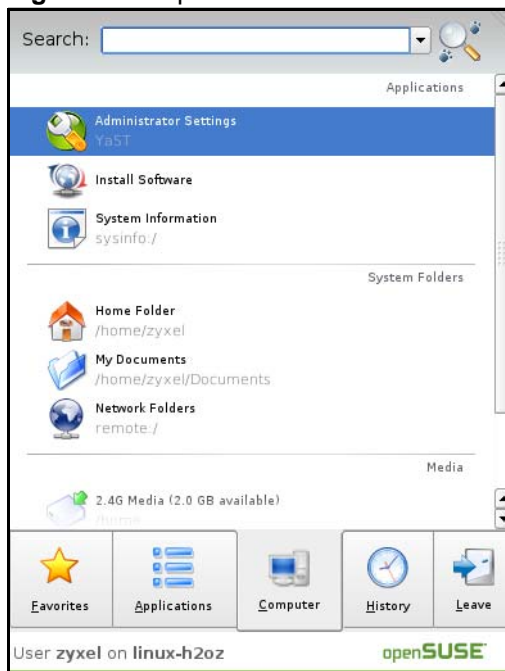 Search:
Applications
Administrator Settings
YaST
Install Software
System Information
sysinfo:/
System Folders
Home Folder
/home/zyxel
My Documents
/home/zyxel/Documents
Network Folders
remote:/
Media
2.4G Media (2.0 GB available)
/home
Favorites Applications Computer History Leave
User zyxel on linux-h2oz openSUSE